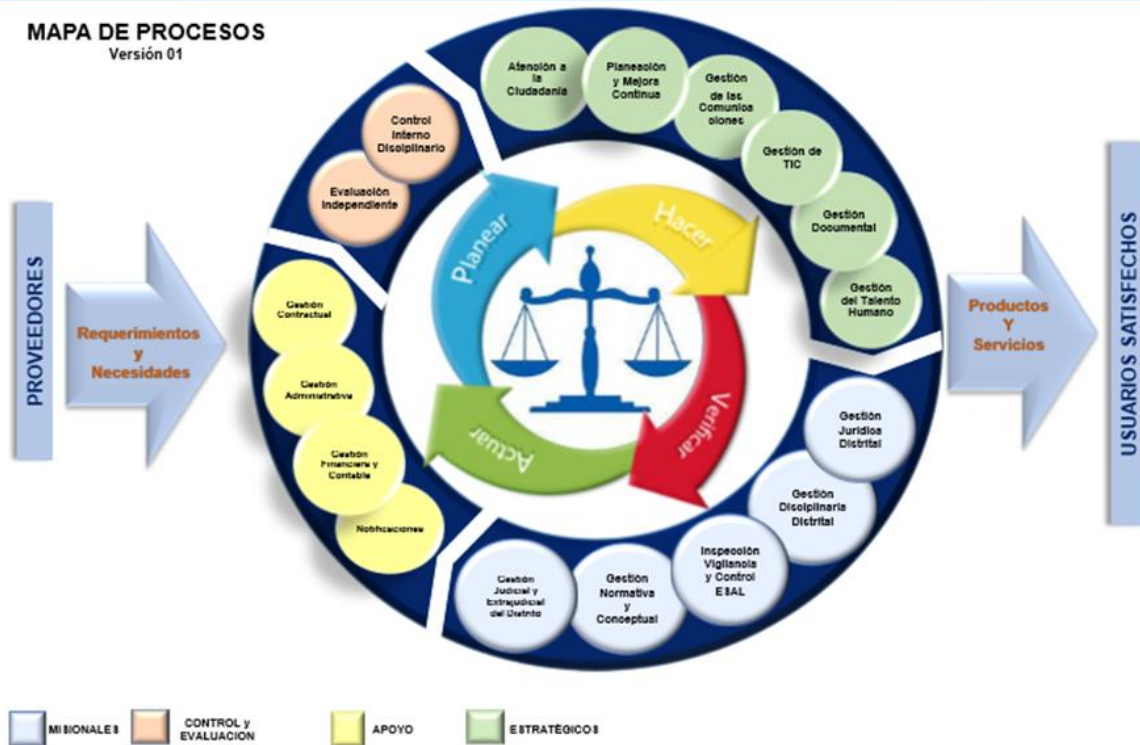 MAPA DE PROCESOS
Versión 01
PROVEEDORES
Requerimientos
y
Necesidades
Control
Interno
Disciplinario
Evaluación
Independiente
Atención a
la
Ciudadanía
Planeación
y Mejora
Continua
Gestión
de las
Comunica
ciones
Gestión de
TIC
Gestión
Documental
Gestión
del Talento
Humano
Gestión
Contractual
Gestión
Administrativa
Gestión
Financiera y
Contable
Notificaciones
Planear
Hacer
Verificar
Actuar
Gestión
Jurídica
Distrital
Gestión
Disciplinaria
Distrital
Inspección
Vigilancia
y Control
ESAL
Gestión
Normativa
y
Conceptual
Gestión
Judicial y
Extrajudicial
del Distrito
Productos
Y
Servicios
USUARIOS SATISFECHOS
MISIONALES
CONTROL y
EVALUACION
APOYO
ESTRATÉGICOS